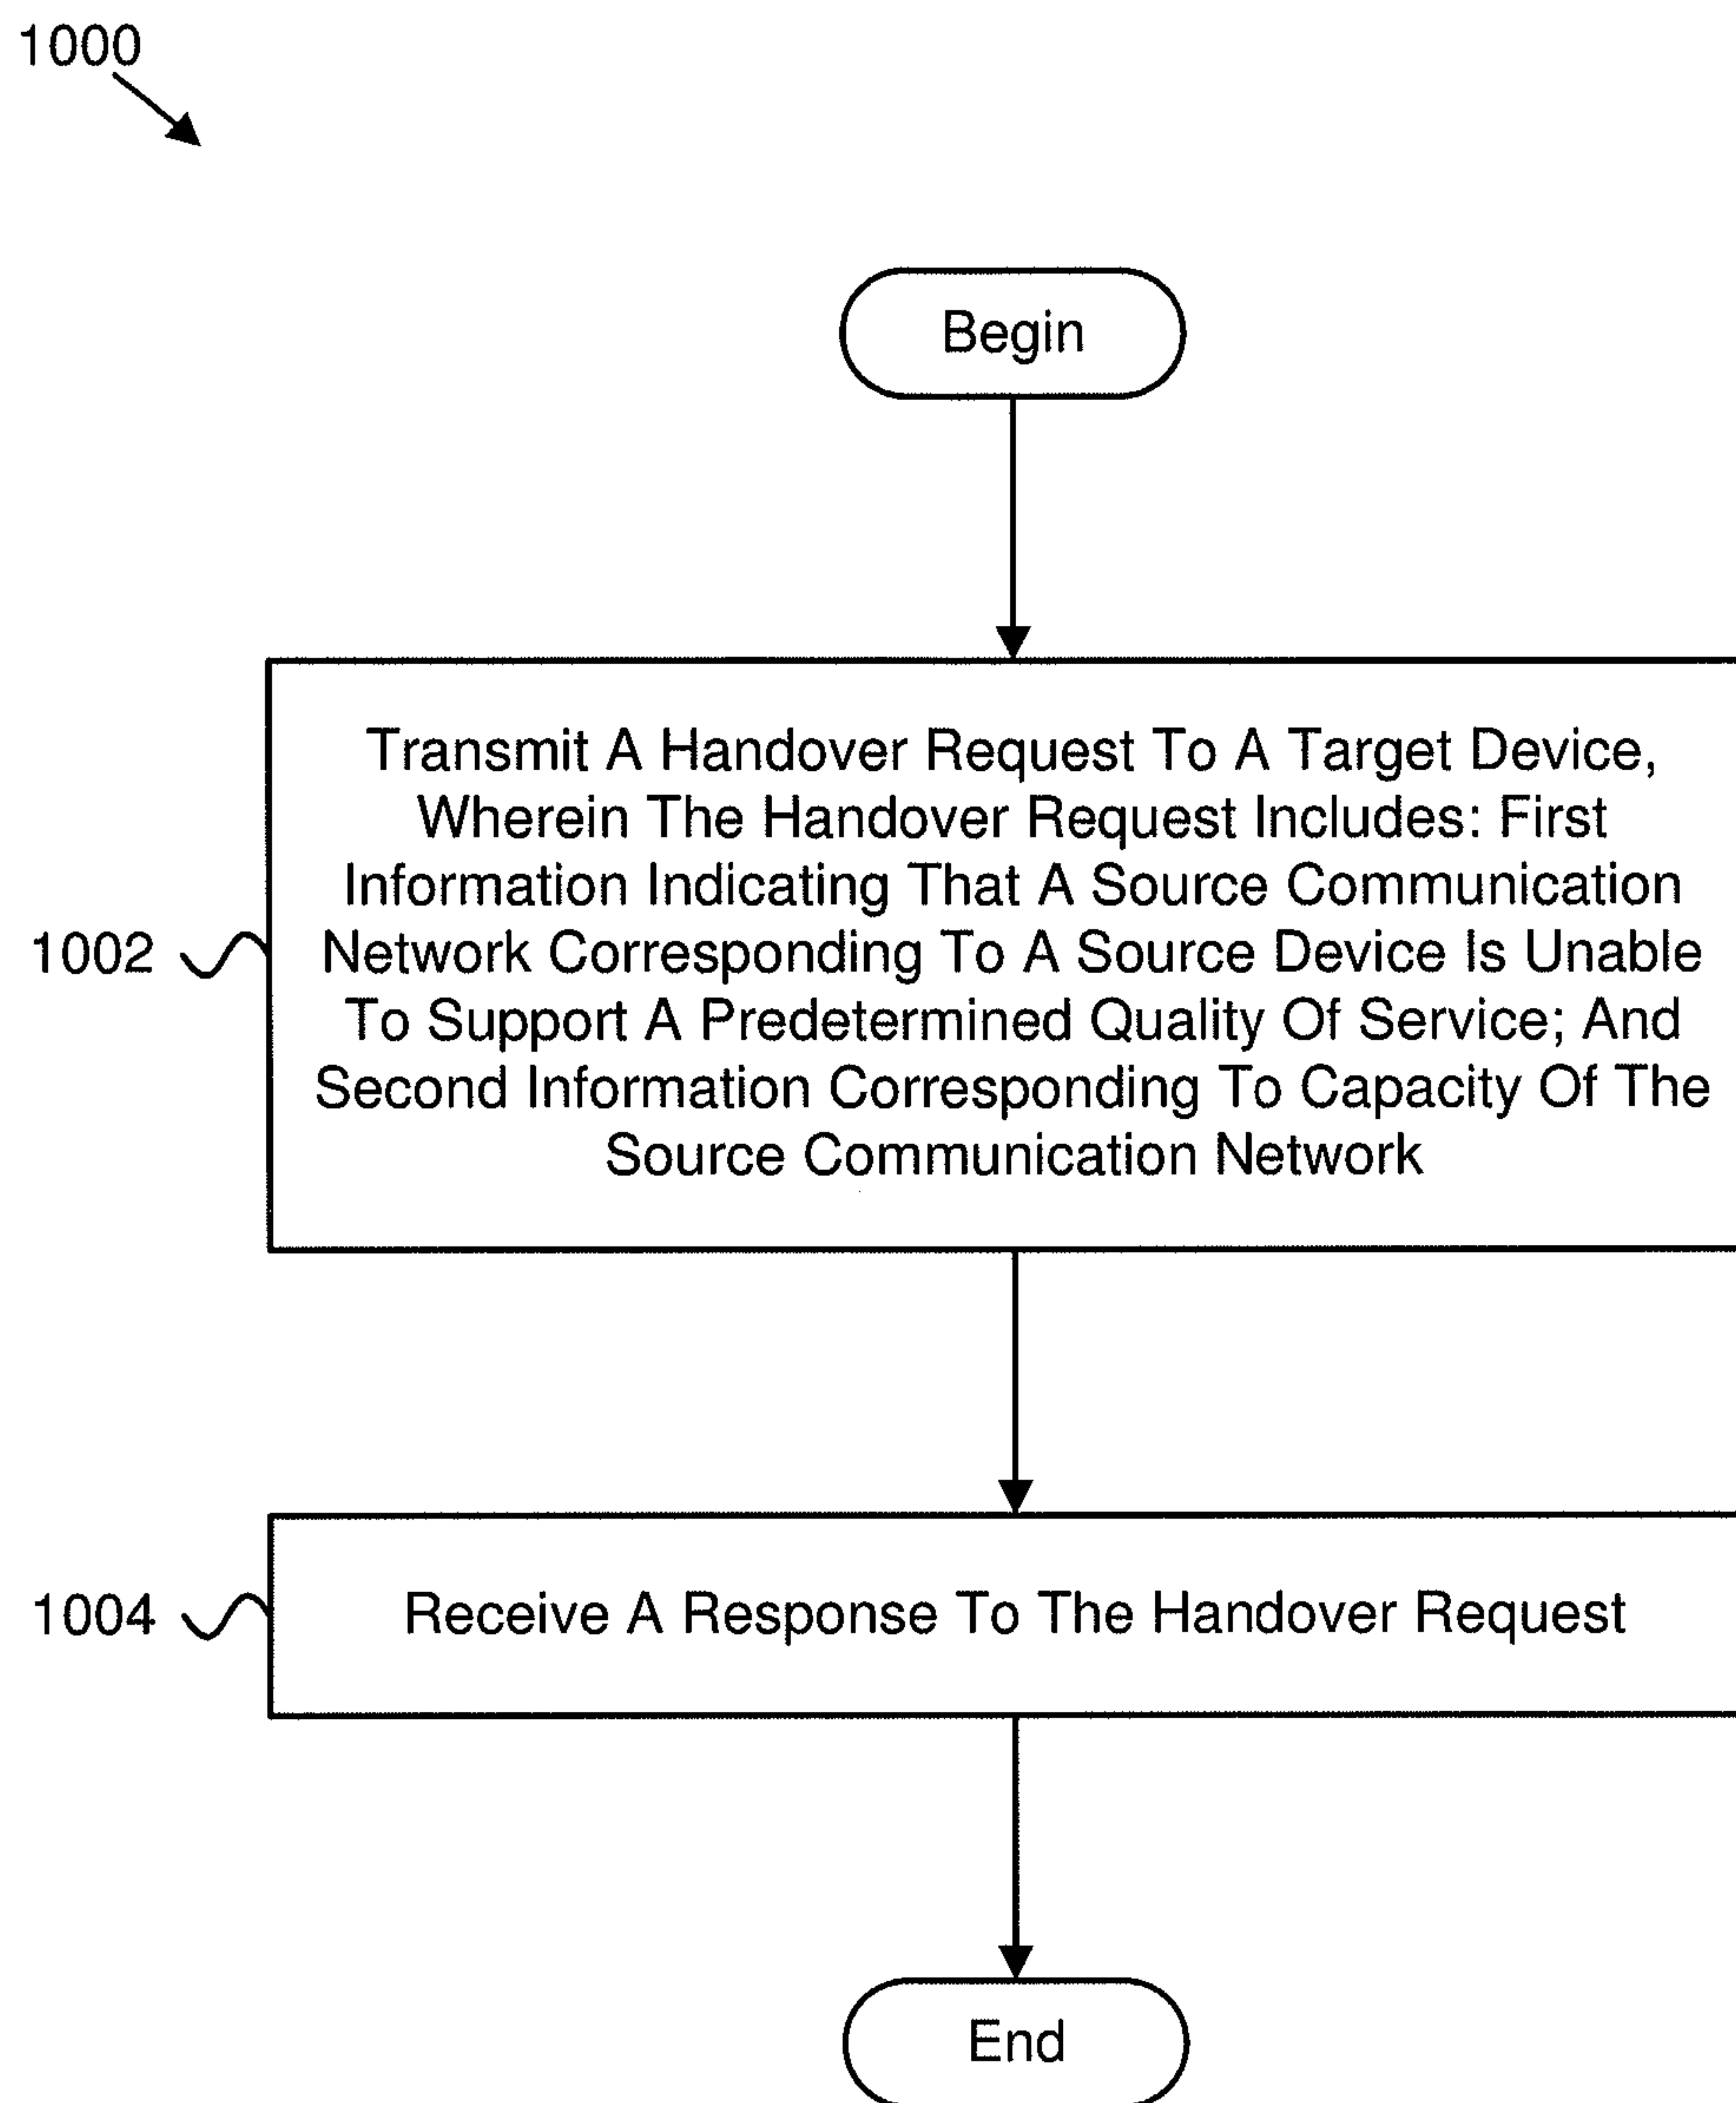 1000
Begin
Transmit A Handover Request To A Target Device,
Wherein The Handover Request Includes: First
Information Indicating That A Source Communication
Network Corresponding To A Source Device Is Unable
To Support A Predetermined Quality Of Service; And
Second Information Corresponding To Capacity Of The
Source Communication Network
1002
Receive A Response To The Handover Request
1004
End